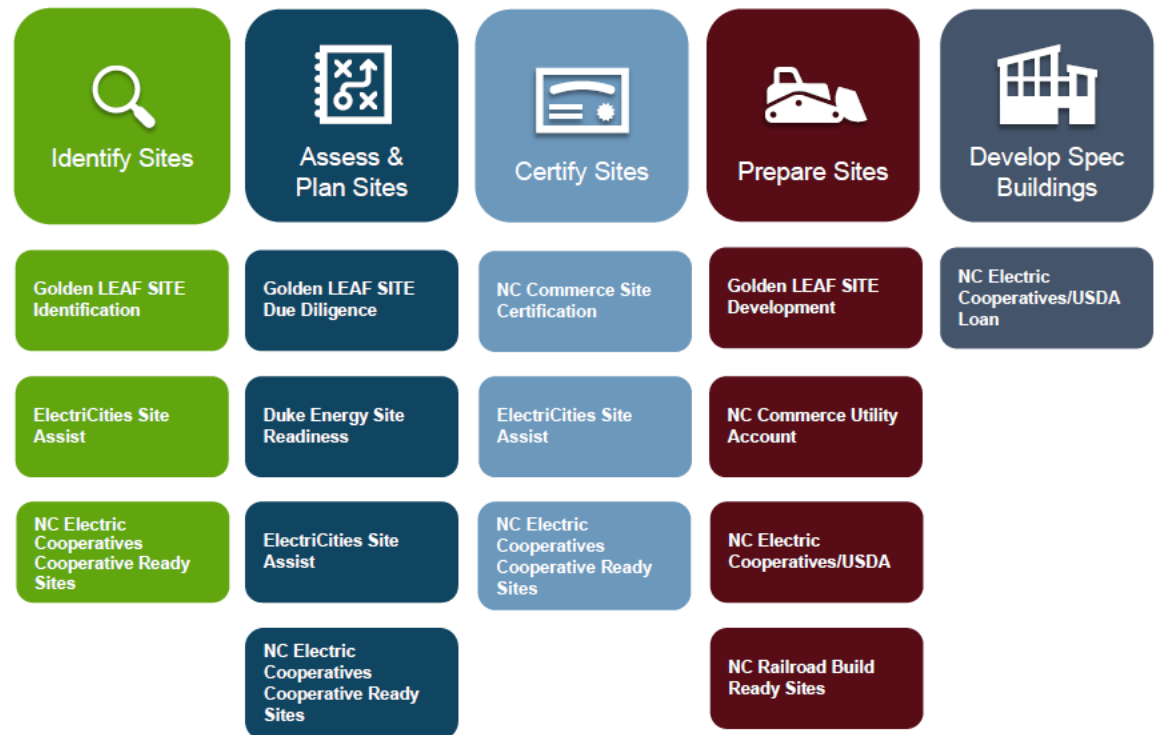 Identify Sites
Assess &
Plan Sites
Certify Sites
Prepare Sites
Develop Spec
Buildings
Golden LEAF SITE
Identification
Golden LEAF SITE
Due Diligence
NC Commerce Site
Certification
Golden LEAF SITE
Development
NC Electric
Cooperatives/USDA
Loan
ElectriCities Site
Assist
Duke Energy Site
Readiness
ElectriCities Site
Assist
NC Commerce Utility
Account
NC Electric
Cooperatives
Cooperative Ready
Sites
ElectriCities Site
Assist
NC Electric
Cooperatives
Cooperative Ready
Sites
NC Electric
Cooperatives/USDA
NC Electric
Cooperatives
Cooperative Ready
Sites
NC Railroad Build
Ready Sites